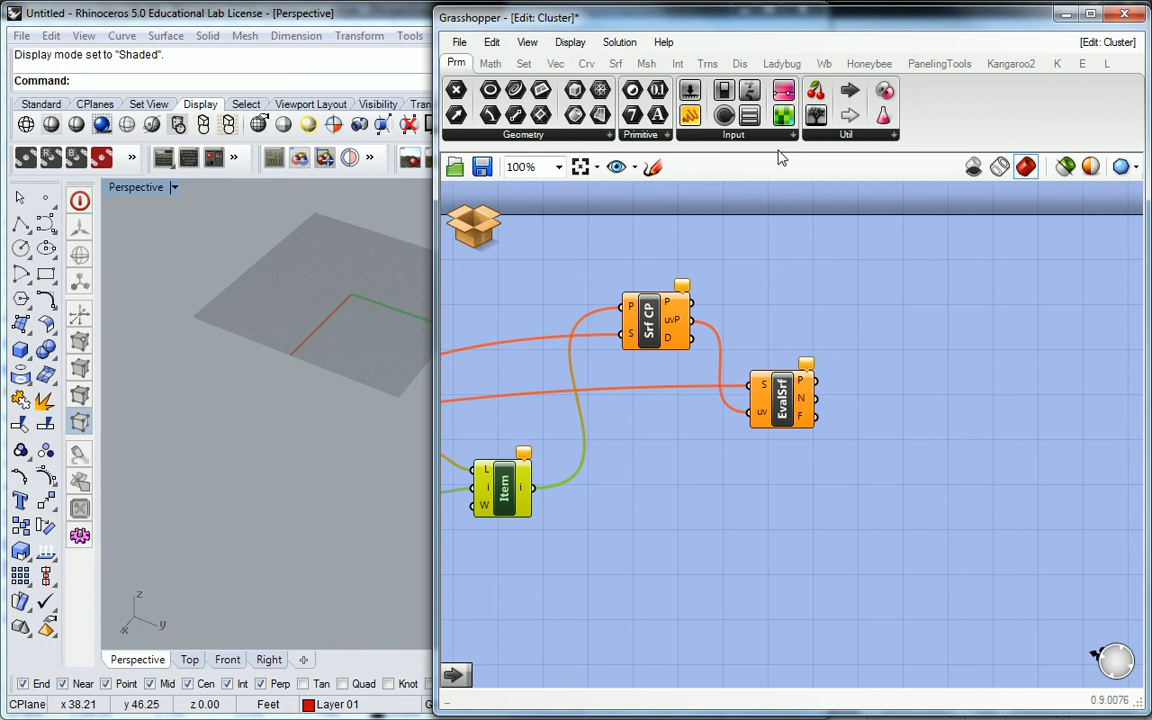 Untitled - Rhinoceros 5.0 Educational Lab License - [Perspective]
File Edit View Curve Surface Solid Mesh Dimension Transform Tools
Display mode set to "Shaded".
Command:
Standard CPlanes Set View Display Select Viewport Layout Visibility
Perspective
z
x
y
T
Perspective Top Front Right
End Near Point Mid Cen Int Perp Tan Quad Knot
CPlane x 38.21 y 46.25 z 0.00 Feet Layer 01
Grasshopper - [Edit: Cluster]*
File Edit View Display Solution Help [Edit: Cluster]
Prm Math Set Vec Crv Srf Msh Int Trns Dis Ladybug Wb Honeybee PanelingTools Kangaroo2 K E L
0.1
7 A
Geometry Primitive Input Util
100%
P S Srf CP P uvP D
S uv EvalSrf P N F
L i W Item i
0.9.0076